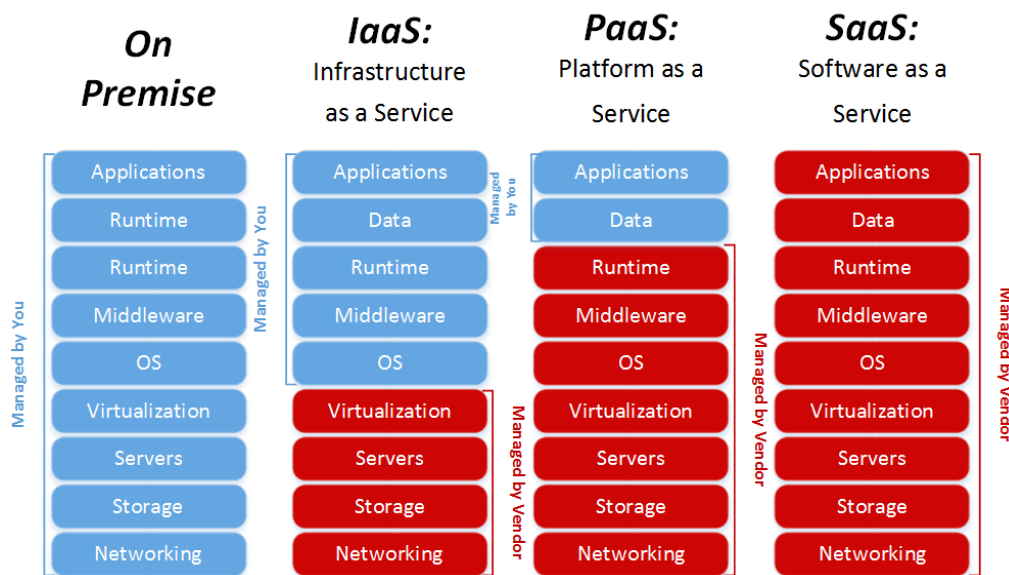 On
Premise
Applications
Runtime
Runtime
Middleware
OS
Virtualization
Servers
Storage
Networking
Managed by You
IaaS:
Infrastructure
as a Service
Applications
Data
Runtime
Middleware
OS
Virtualization
Servers
Storage
Networking
Managed by You
Managed by Vendor
PaaS:
Platform as a
Service
Applications
Data
Runtime
Middleware
OS
Virtualization
Servers
Storage
Networking
Managed
by You
Managed by Vendor
SaaS:
Software as a
Service
Applications
Data
Runtime
Middleware
OS
Virtualization
Servers
Storage
Networking
Managed by Vendor